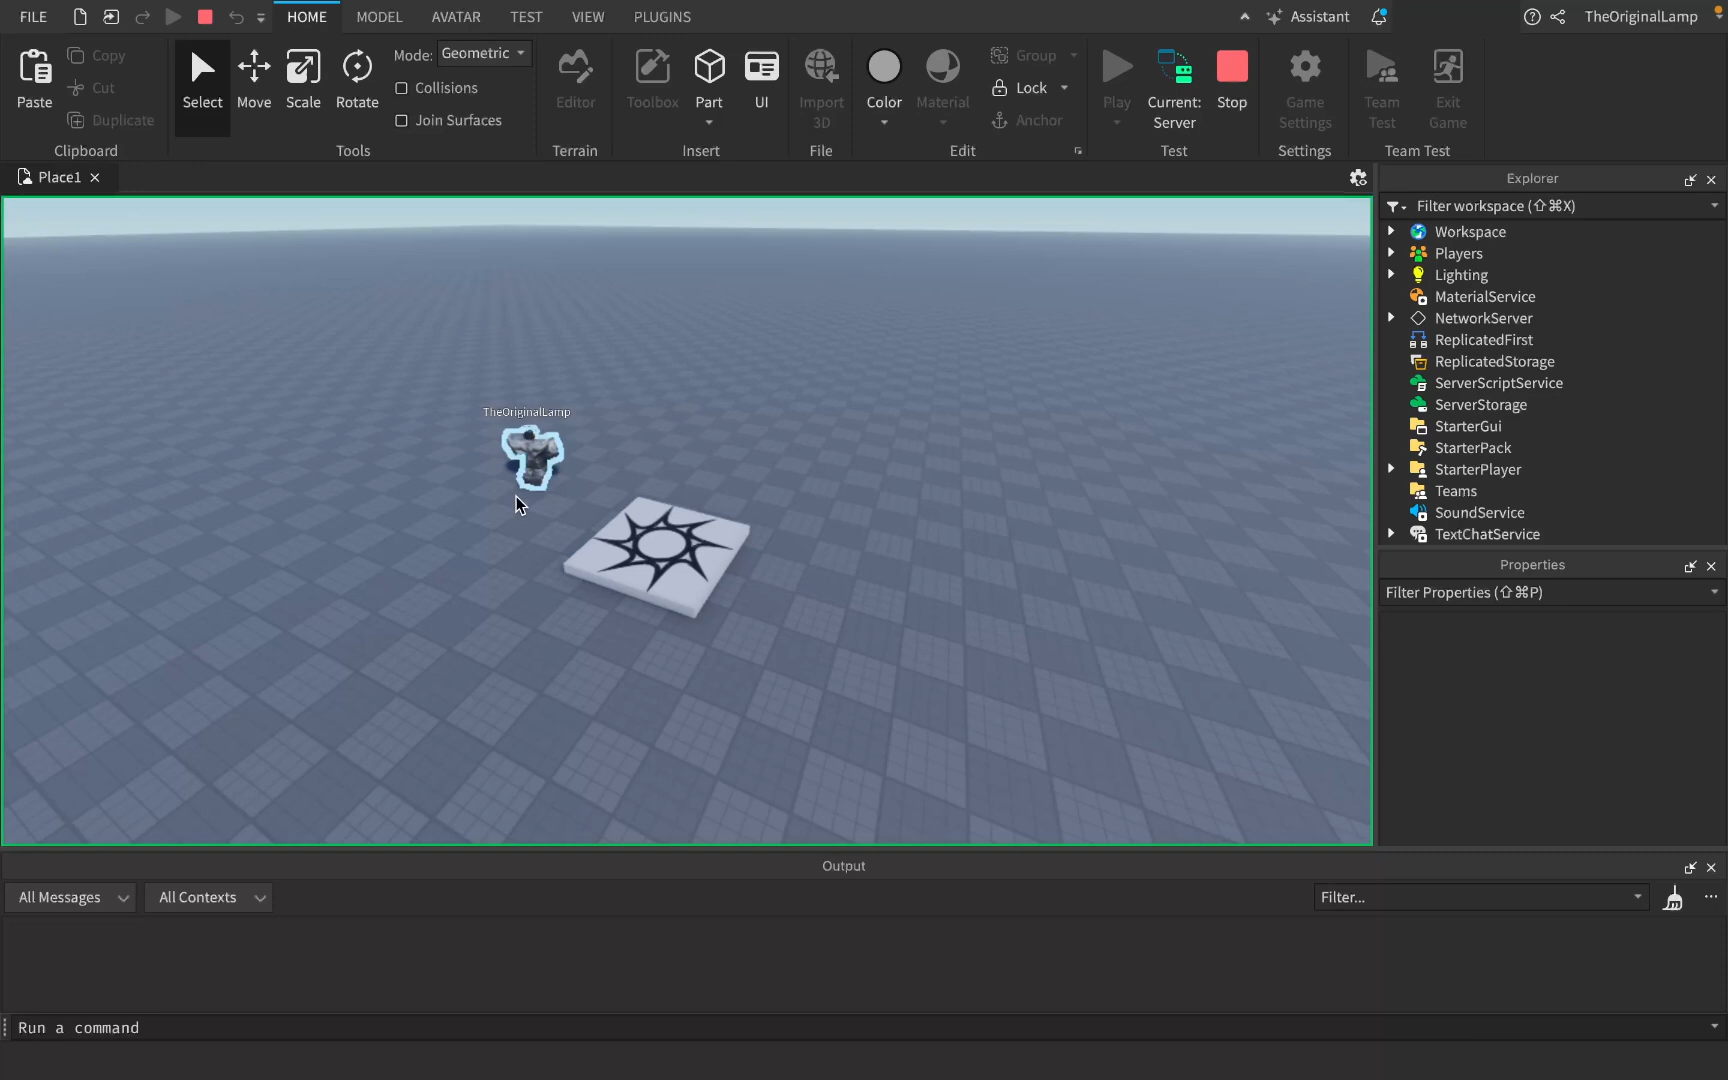 FILE HOME MODEL AVATAR TEST VIEW PLUGINS Assistant TheOriginalLamp
Paste
Copy
Cut
Duplicate
Clipboard
Select
Move
Scale
Rotate
Mode: Geometric
Collisions
Join Surfaces
Tools
Editor
Terrain
Toolbox
Part
UI
Insert
Import
3D
File
Color
Material
Group
Lock
Anchor
Edit
Play
Current:
Server
Stop
Test
Game
Settings
Settings
Team
Test
Exit
Game
Team Test
Place1
TheOriginalLamp
Explorer
Filter workspace (⇧⌘X)
Workspace
Players
Lighting
MaterialService
NetworkServer
ReplicatedFirst
ReplicatedStorage
ServerScriptService
ServerStorage
StarterGui
StarterPack
StarterPlayer
Teams
SoundService
TextChatService
Properties
Filter Properties (⇧⌘P)
Output
All Messages All Contexts Filter...
Run a command